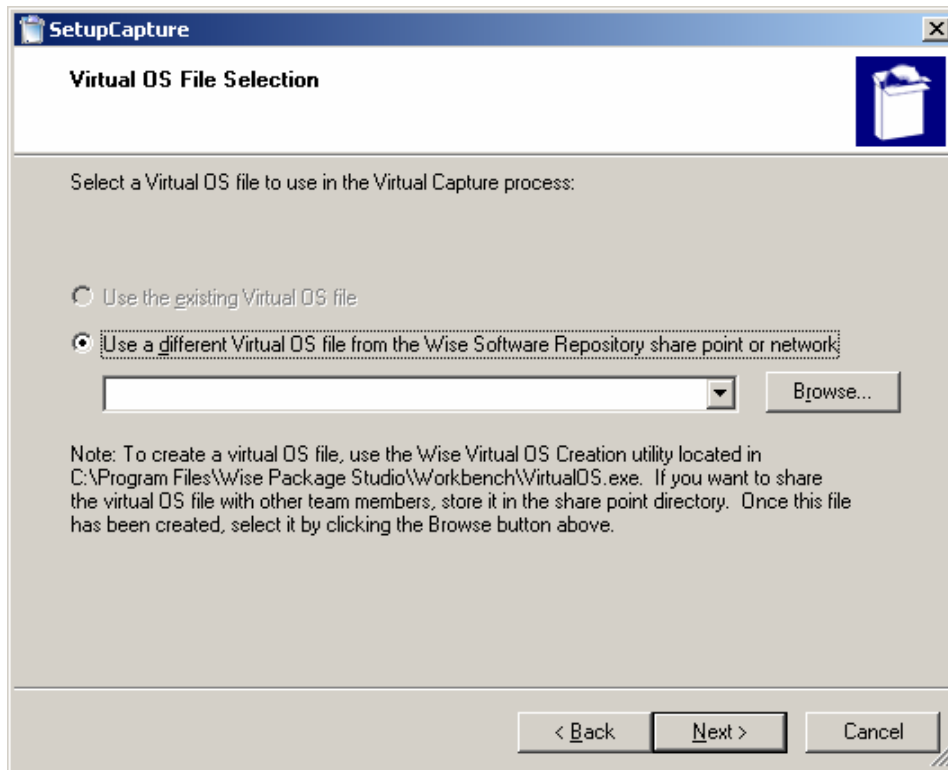 SetupCapture
Virtual OS File Selection
Select a Virtual OS file to use in the Virtual Capture process:
Use the existing Virtual OS file
Use a different Virtual OS file from the Wise Software Repository share point or network
Browse...
Note: To create a virtual OS file, use the Wise Virtual OS Creation utility located in
C:\Program Files\Wise Package Studio\Workbench\VirtualOS.exe. If you want to share
the virtual OS file with other team members, store it in the share point directory. Once this file
has been created, select it by clicking the Browse button above.
< Back Next > Cancel